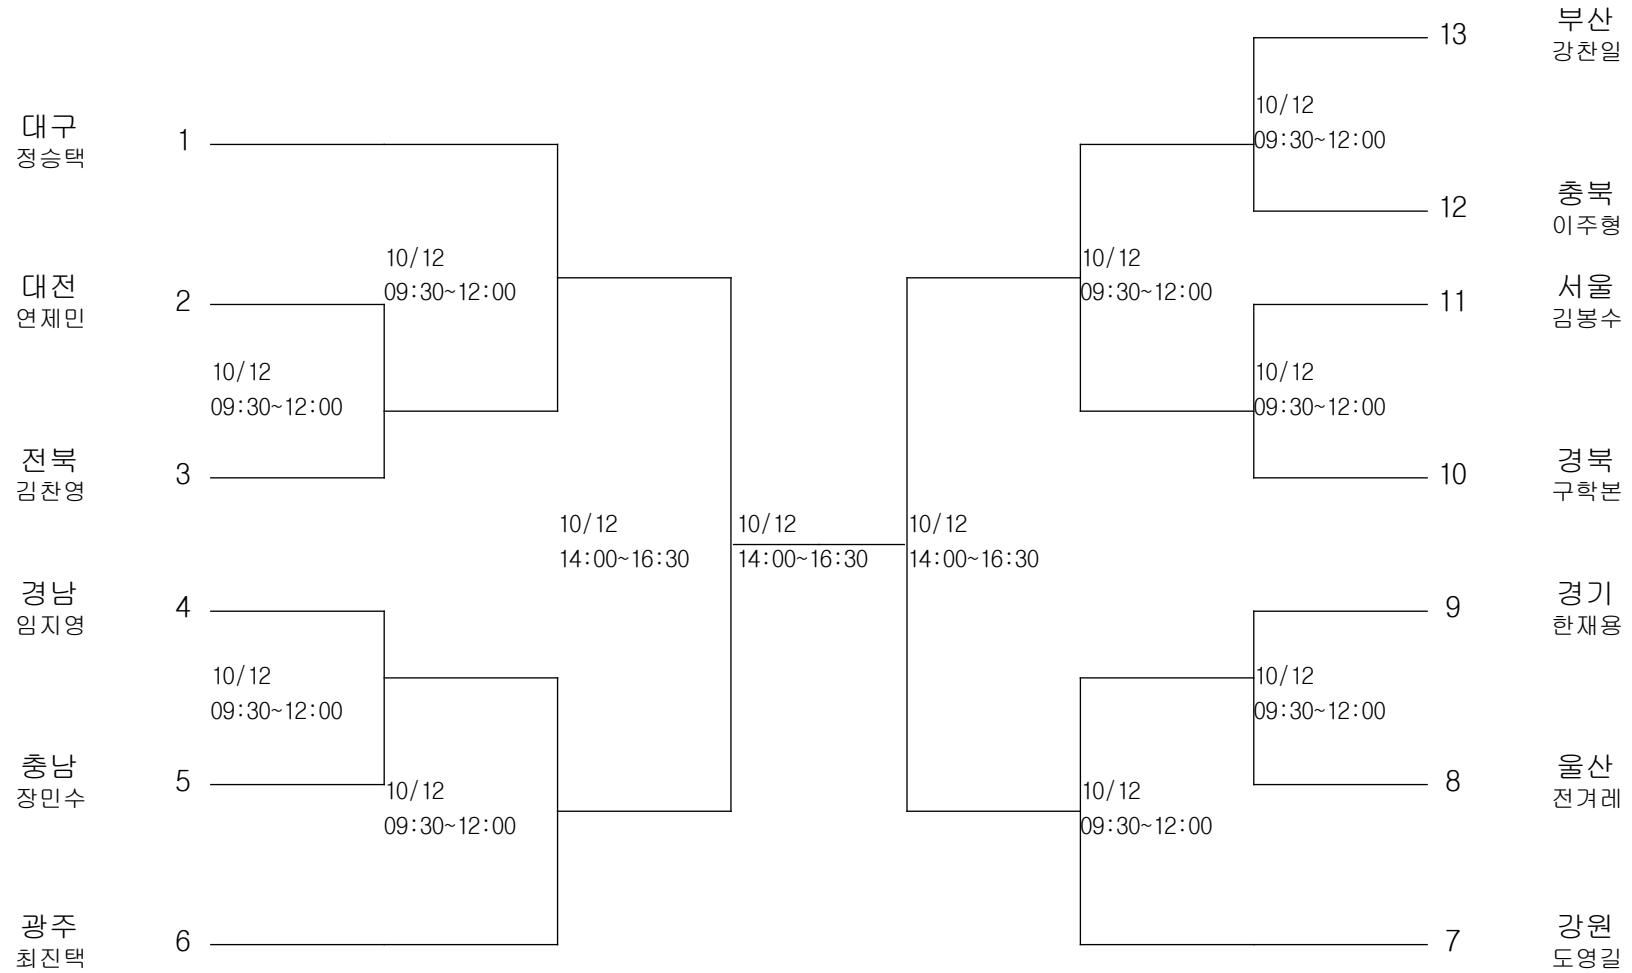 부산
13
강찬일
10/12
09:30~12:00
대구
1
정승택
충북
12
이주형
10/12
09:30~12:00
10/12
09:30~12:00
대전
2
연제민
서울
11
김봉수
10/12
09:30~12:00
10/12
09:30~12:00
전북
3
김찬영
경북
10
구학본
10/12
14:00~16:30
10/12
14:00~16:30
10/12
14:00~16:30
경남
4
임지영
경기
9
한재용
10/12
09:30~12:00
10/12
09:30~12:00
충남
5
장민수
울산
8
전겨레
10/12
09:30~12:00
10/12
09:30~12:00
광주
6
최진택
강원
7
도영길